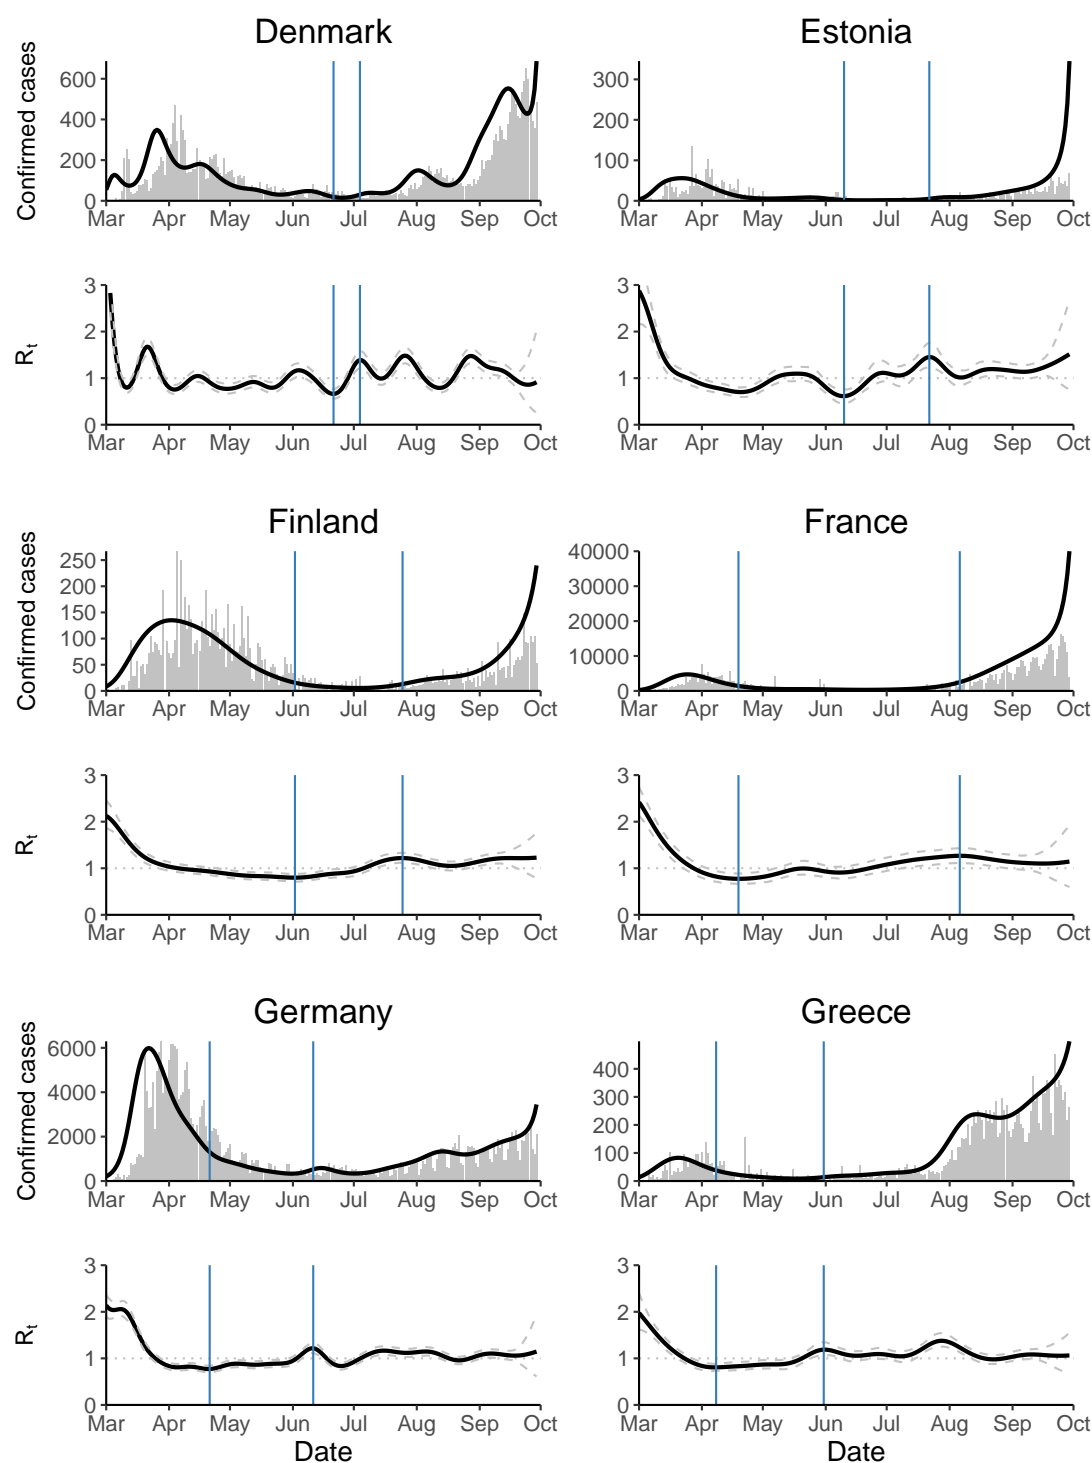 Denmark
Confirmed cases
600
400
200
0
Mar Apr May Jun Jul Aug Sep Oct
Rt
3
2
1
0
Mar Apr May Jun Jul Aug Sep Oct
Estonia
300
200
100
0
Mar Apr May Jun Jul Aug Sep Oct
3
2
1
0
Mar Apr May Jun Jul Aug Sep Oct
Finland
Confirmed cases
250
200
150
100
50
0
Mar Apr May Jun Jul Aug Sep Oct
Rt
3
2
1
0
Mar Apr May Jun Jul Aug Sep Oct
France
40000
30000
20000
10000
0
Mar Apr May Jun Jul Aug Sep Oct
3
2
1
0
Mar Apr May Jun Jul Aug Sep Oct
Germany
Confirmed cases
6000
4000
2000
0
Mar Apr May Jun Jul Aug Sep Oct
Rt
3
2
1
0
Mar Apr May Jun Jul Aug Sep Oct
Date
Greece
400
300
200
100
0
Mar Apr May Jun Jul Aug Sep Oct
3
2
1
0
Mar Apr May Jun Jul Aug Sep Oct
Date